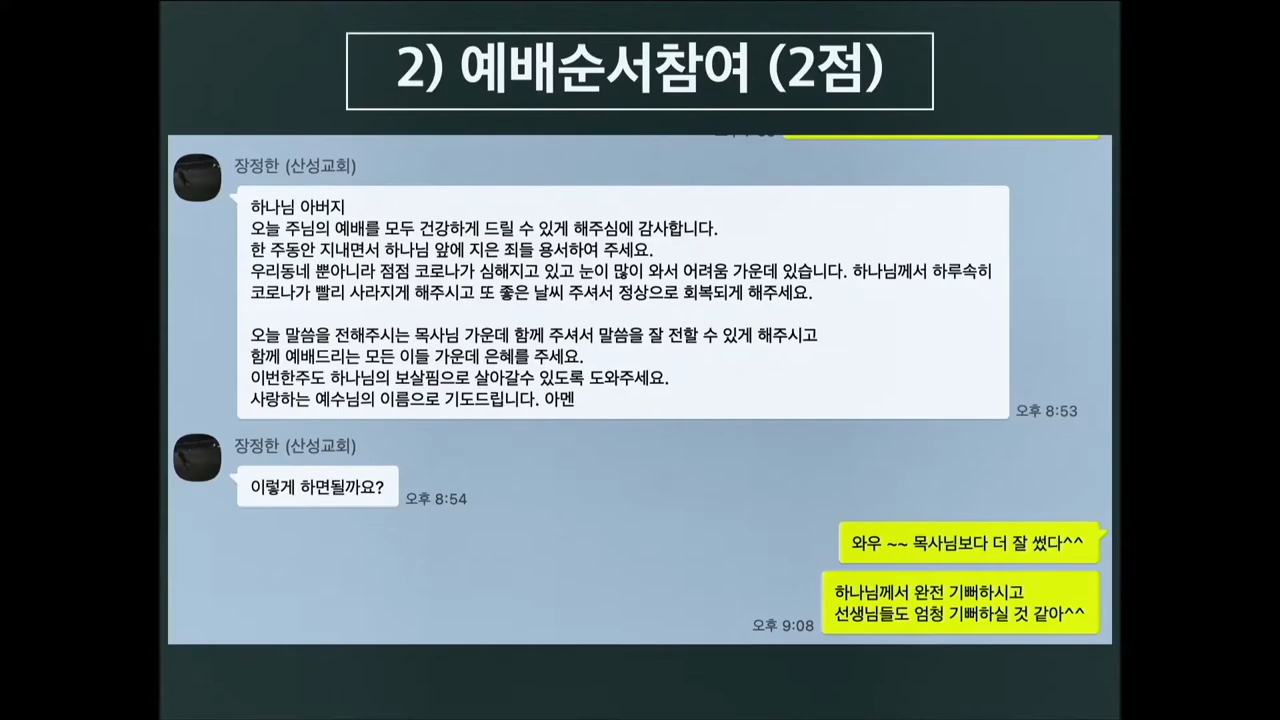 2) 예배순서참여 (2점)
장정한 (산성교회)
하나님 아버지
오늘 주님의 예배를 모두 건강하게 드릴 수 있게 해주심에 감사합니다.
한 주동안 지내면서 하나님 앞에 지은 죄들 용서하여 주세요.
우리동네 뿐아니라 점점 코로나가 심해지고 있고 눈이 많이 와서 어려움 가운데 있습니다. 하나님께서 하루속히
코로나가 빨리 사라지게 해주시고 또 좋은 날씨 주셔서 정상으로 회복되게 해주세요.
오늘 말씀을 전해주시는 목사님 가운데 함께 주셔서 말씀을 잘 전할 수 있게 해주시고
함께 예배드리는 모든 이들 가운데 은혜를 주세요.
이번한주도 하나님의 보살핌으로 살아갈수 있도록 도와주세요.
사랑하는 예수님의 이름으로 기도드립니다. 아멘
오후 8:53
장정한 (산성교회)
이렇게 하면될까요?
오후 8:54
와우 ~~ 목사님보다 더 잘 썼다^^
하나님께서 완전 기뻐하시고
선생님들도 엄청 기뻐하실 것 같아^^
오후 9:08